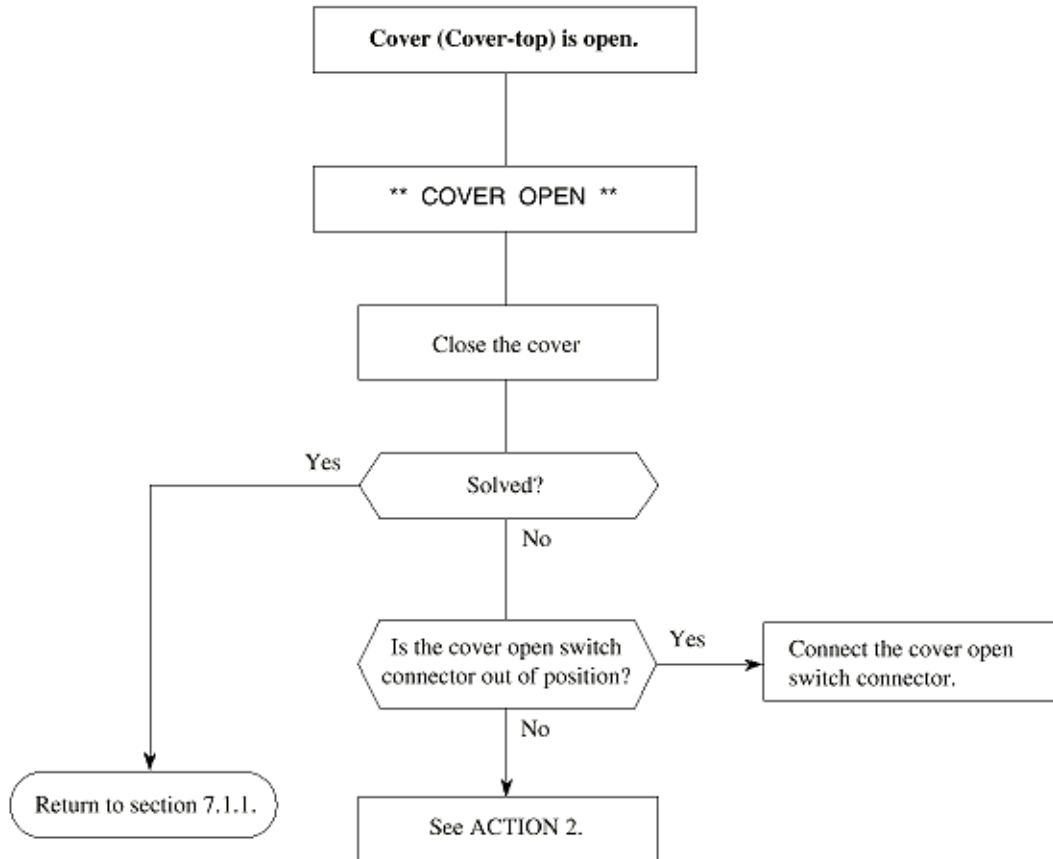 Cover (Cover-top) is open.
** COVER OPEN **
Close the cover
Yes
Solved?
No
Is the cover open switch
connector out of position?
Yes
Connect the cover open
switch connector.
No
Return to section 7.1.1.
See ACTION 2.